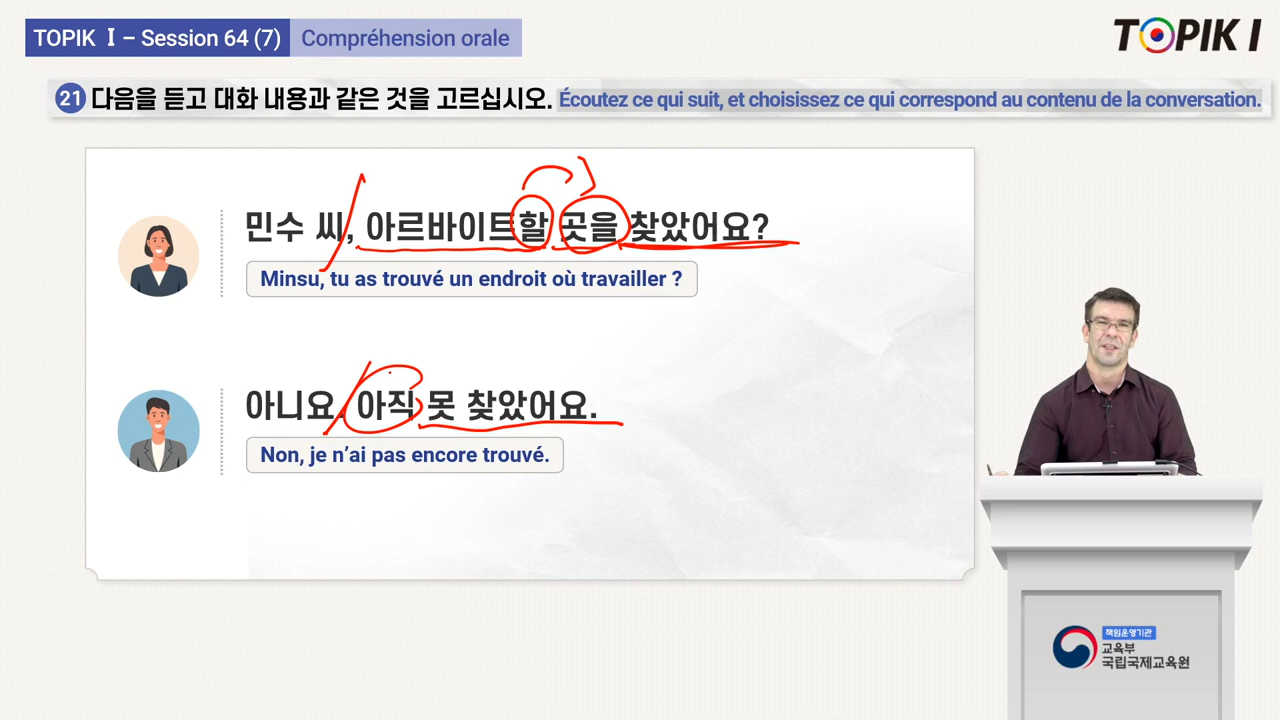 TOPIK Ⅰ – Session 64 (7) Compréhension orale
TOPIK I
21 다음을 듣고 대화 내용과 같은 것을 고르십시오. Écoutez ce qui suit, et choisissez ce qui correspond au contenu de la conversation.
민수 씨, 아르바이트할 곳을 찾았어요?
Minsu, tu as trouvé un endroit où travailler ?
아니요. 아직 못 찾았어요.
Non, je n’ai pas encore trouvé.
책임운영기관
교육부
국립국제교육원